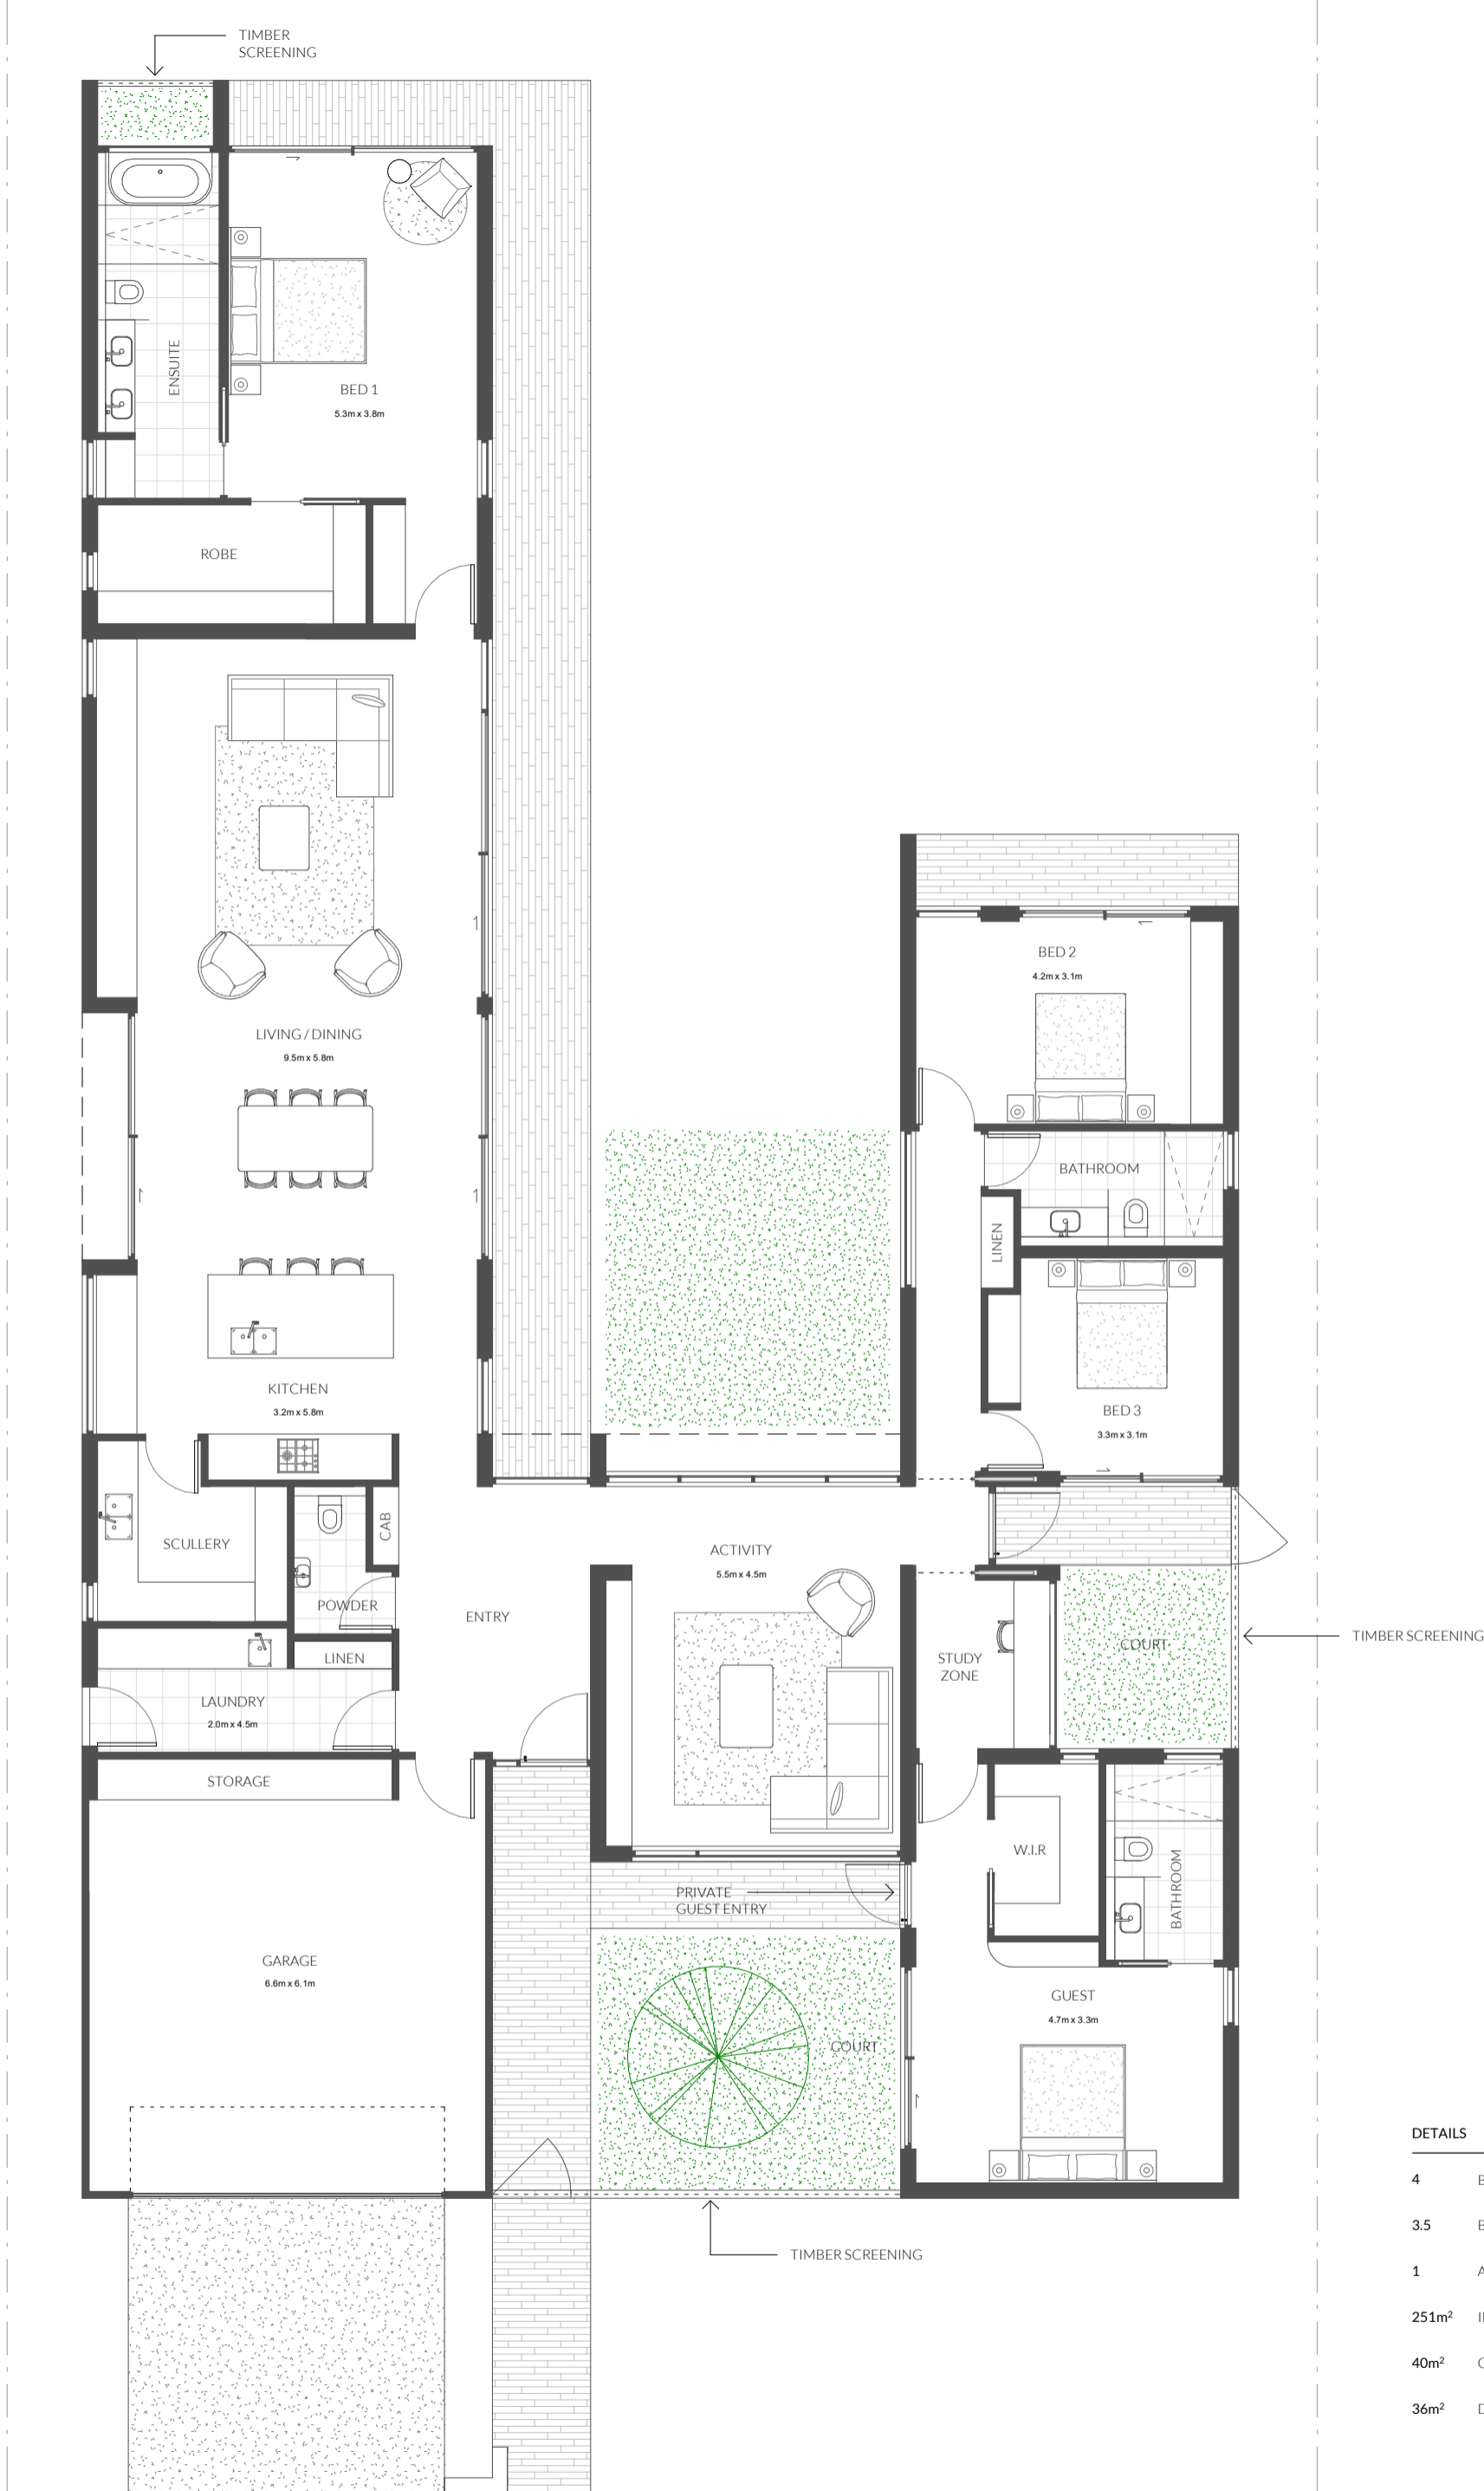 TIMBER
SCREENING
ENSUITE
BED 1
5.3m x 3.8m
ROBE
LIVING / DINING
9.5m x 5.8m
BED 2
4.2m x 3.1m
BATHROOM
LINEN
KITCHEN
3.2m x 5.8m
BED 3
3.3m x 3.1m
SCULLERY
CAB
POWDER
ENTRY
ACTIVITY
5.5m x 4.5m
STUDY
ZONE
COURT
TIMBER SCREENING
LINEN
LAUNDRY
2.0m x 4.5m
STORAGE
W.I.R
BATHROOM
PRIVATE
GUEST ENTRY
GARAGE
6.6m x 6.1m
COURT
GUEST
4.7m x 3.3m
TIMBER SCREENING
DETAILS
4
3.5
1
251m²
40m²
36m²